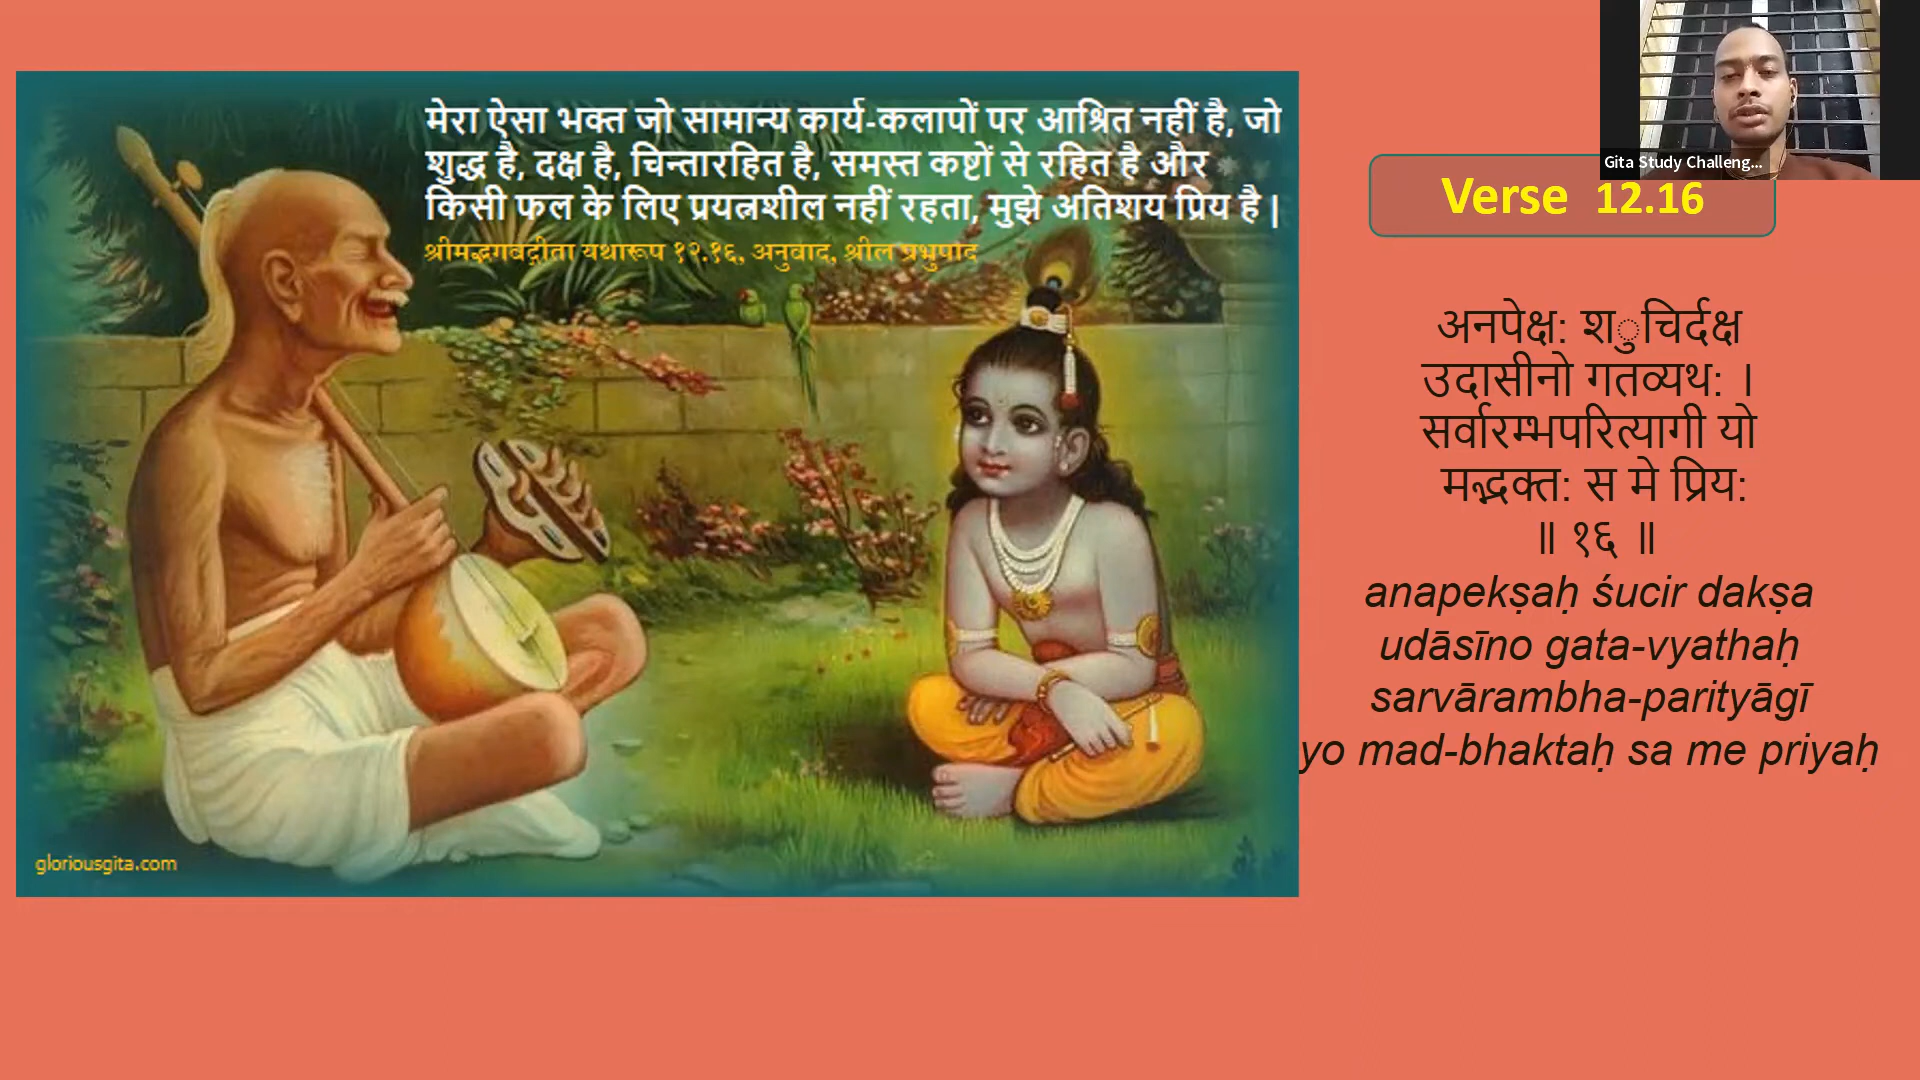 मेरा ऐसा भक्त जो सामान्य कार्य-कलापों पर आश्रित नहीं है, जो
शुद्ध है, दक्ष है, चिन्तारहित है, समस्त कष्टों से रहित है और
किसी फल के लिए प्रयत्नशील नहीं रहता, मुझे अतिशय प्रिय है |
श्रीमद्भगवद्गीता यथारूप १२.१६, अनुवाद, श्रील प्रभुपाद
gloriousgita.com
Gita Study Challeng...
Verse 12.16
अनपेक्ष: श ुचिर्दक्ष
उदासीनो गतव्यथ: ।
सर्वारम्भपरित्यागी यो
मद्भक्त: स मे प्रिय:
॥ १६ ॥
anapekṣaḥ śucir dakṣa
udāsīno gata-vyathaḥ
sarvārambha-parityāgī
yo mad-bhaktaḥ sa me priyaḥ